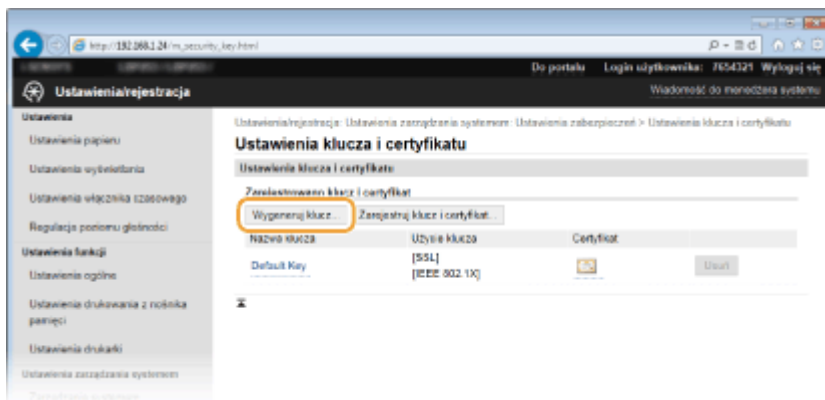 http://192.168.1.24/m_security_key.html
Do portalu Login użytkownika: 7654321 Wyloguj się
Ustawienia/rejestracja
Wiadomość do menedżera systemu
Ustawienia
Ustawienia/rejestracja: Ustawienia zarządzania systemem: Ustawienia zabezpieczeń > Ustawienia klucza i certyfikatu
Ustawienia papieru
Ustawienia klucza i certyfikatu
Ustawienia wyświetlania
Ustawienia klucza i certyfikatu
Ustawienia włącznika czasowego
Zarejestrowano klucz i certyfikat
Wygeneruj klucz... Zarejestruj klucz i certyfikat...
Regulacja poziomu głośności
Nazwa klucza Użycie klucza Certyfikat
Ustawienia funkcji
Default Key [SSL] Usuń
[IEEE 802.1X]
Ustawienia ogólne
Ustawienia drukowania z nośnika
pamięci
Ustawienia drukarki
Ustawienia zarządzania systemem